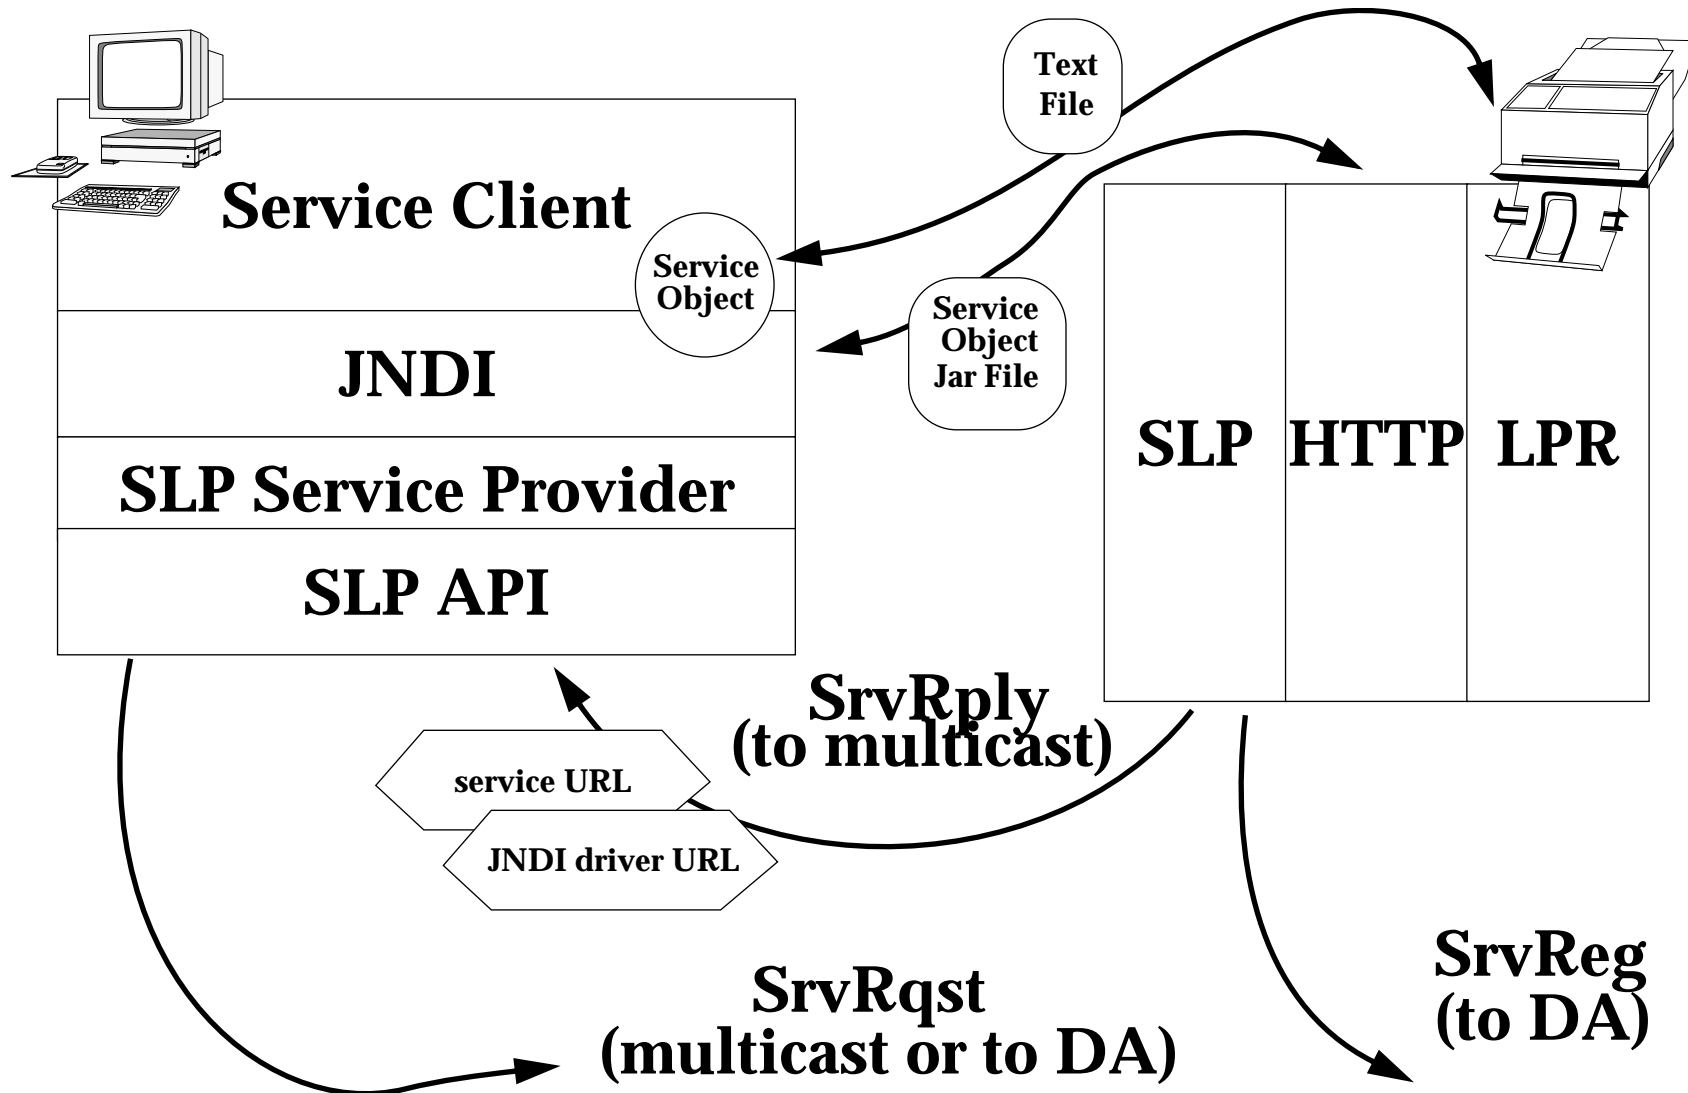 Text
File
Service Client
Service
Object
Service
Object
Jar File
JNDI
SLP
HTTP
LPR
SLP Service Provider
SLP API
SrvRply
(to multicast)
service URL
JNDI driver URL
SrvReg
(to DA)
SrvRqst
(multicast or to DA)